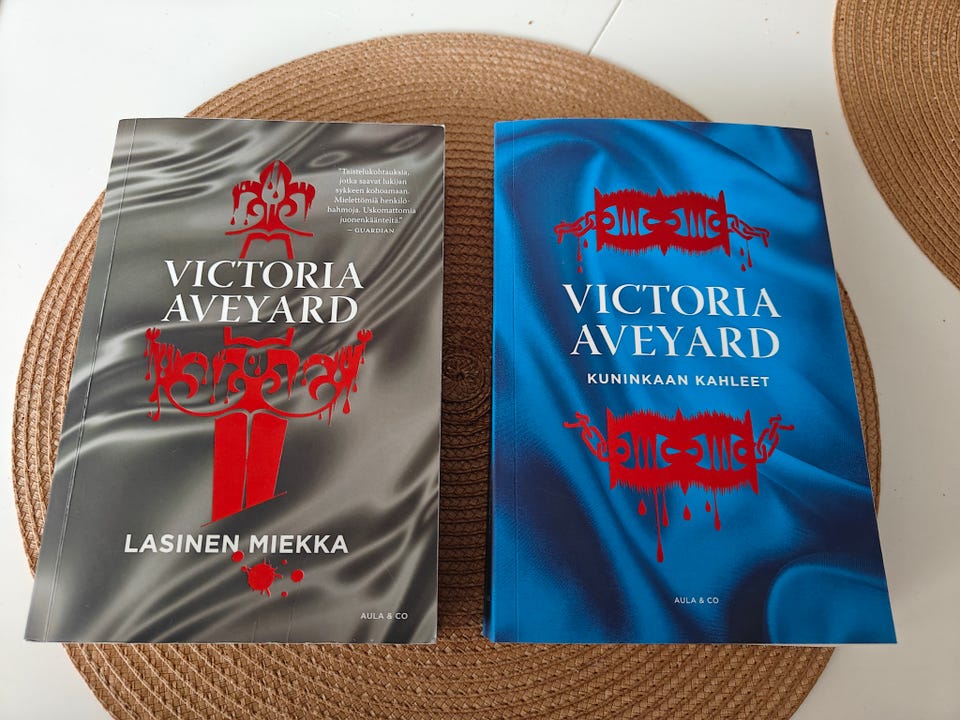 "Taistelukohtauksia,
jotka saavat lukijan
sykkeen kohoamaan.
Mielettömiä henkilö-
hahmoja. Uskomattomia
juonenkäänteitä."
— GUARDIAN
VICTORIA
AVEYARD
LASINEN MIEKKA
AULA & CO
VICTORIA
AVEYARD
KUNINKAAN KAHLEET
AULA & CO